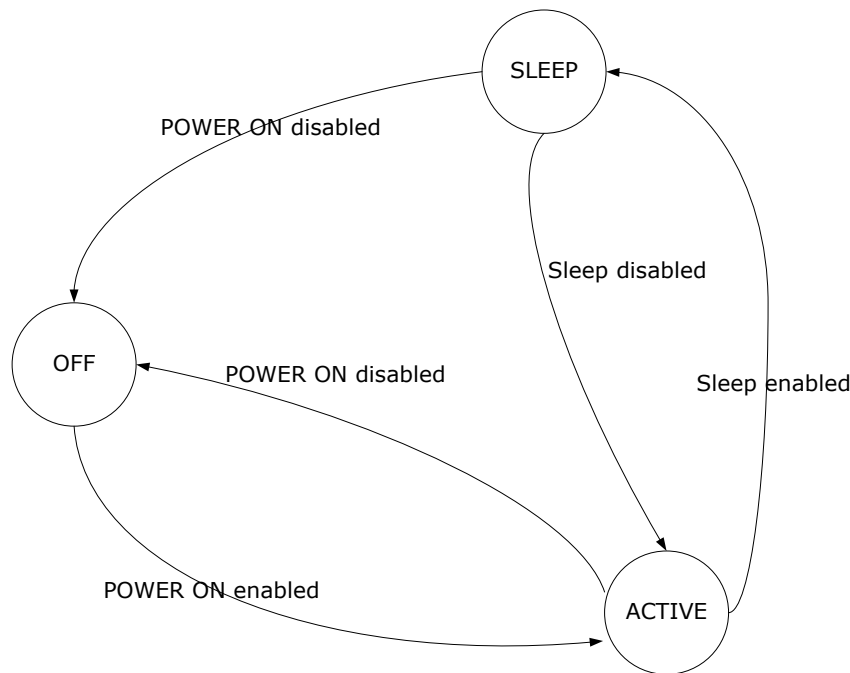 SLEEP
POWER ON disabled
Sleep disabled
OFF
POWER ON disabled
Sleep enabled
POWER ON enabled
ACTIVE